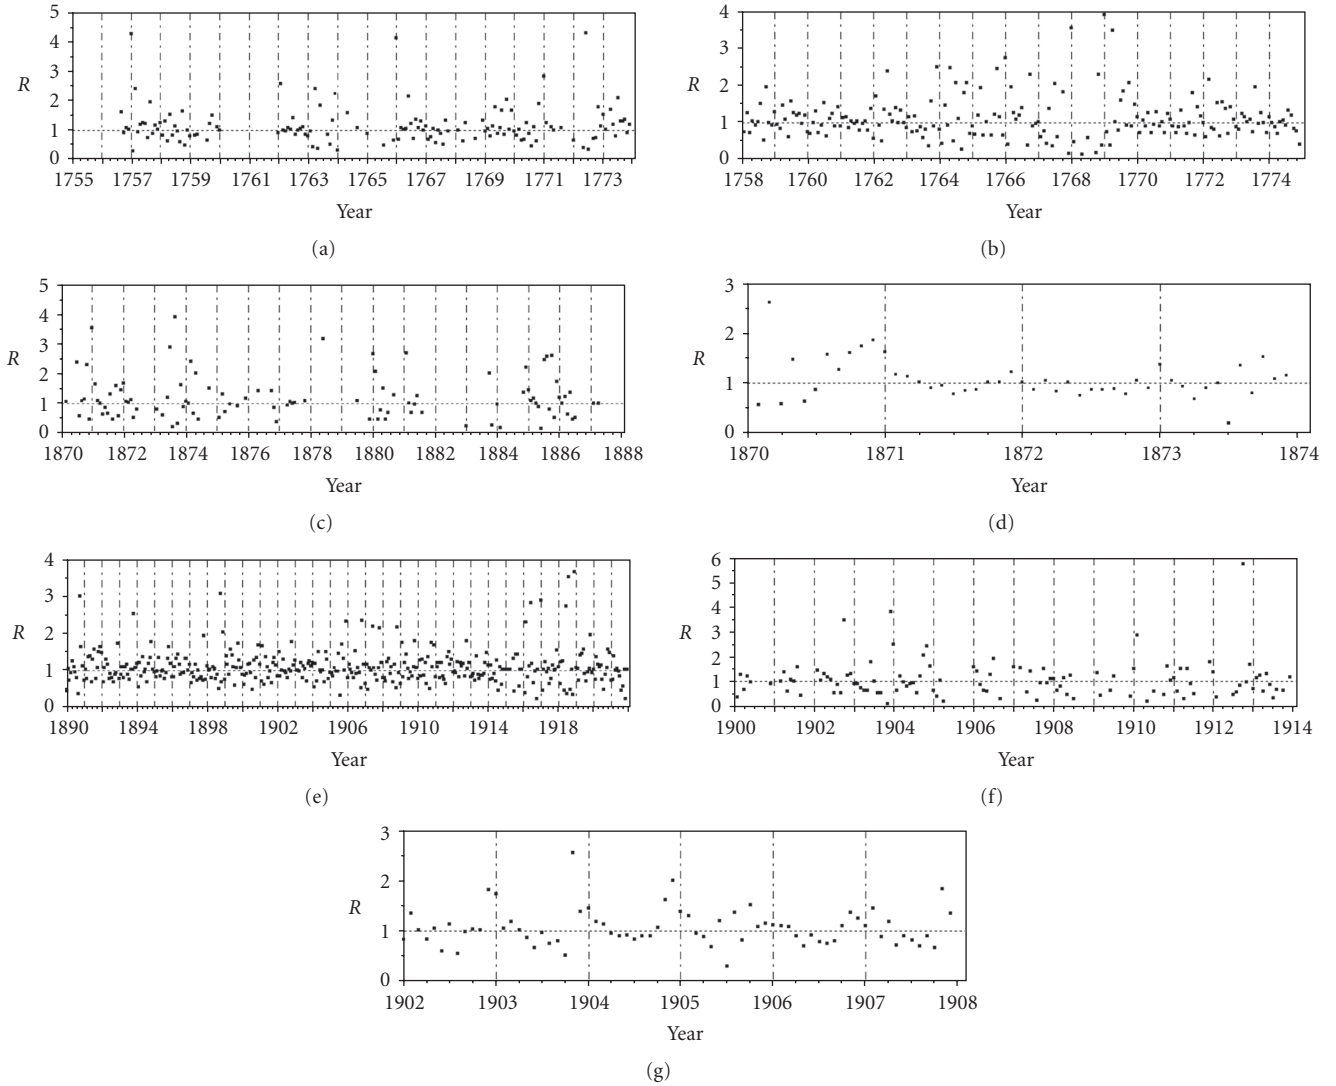 5
4
3
R
2
1
0
1755 1757 1759 1761 1763 1765 1767 1769 1771 1773
Year
(a)
4
3
R
2
1
0
1758 1760 1762 1764 1766 1768 1770 1772 1774
Year
(b)
5
4
3
R
2
1
0
1870 1872 1874 1876 1878 1880 1882 1884 1886 1888
Year
(c)
3
2
R
1
0
1870 1871 1872 1873 1874
Year
(d)
4
3
R
2
1
0
1890 1894 1898 1902 1906 1910 1914 1918
Year
(e)
6
5
4
R
3
2
1
0
1900 1902 1904 1906 1908 1910 1912 1914
Year
(f)
3
2
R
1
0
1902 1903 1904 1905 1906 1907 1908
Year
(g)